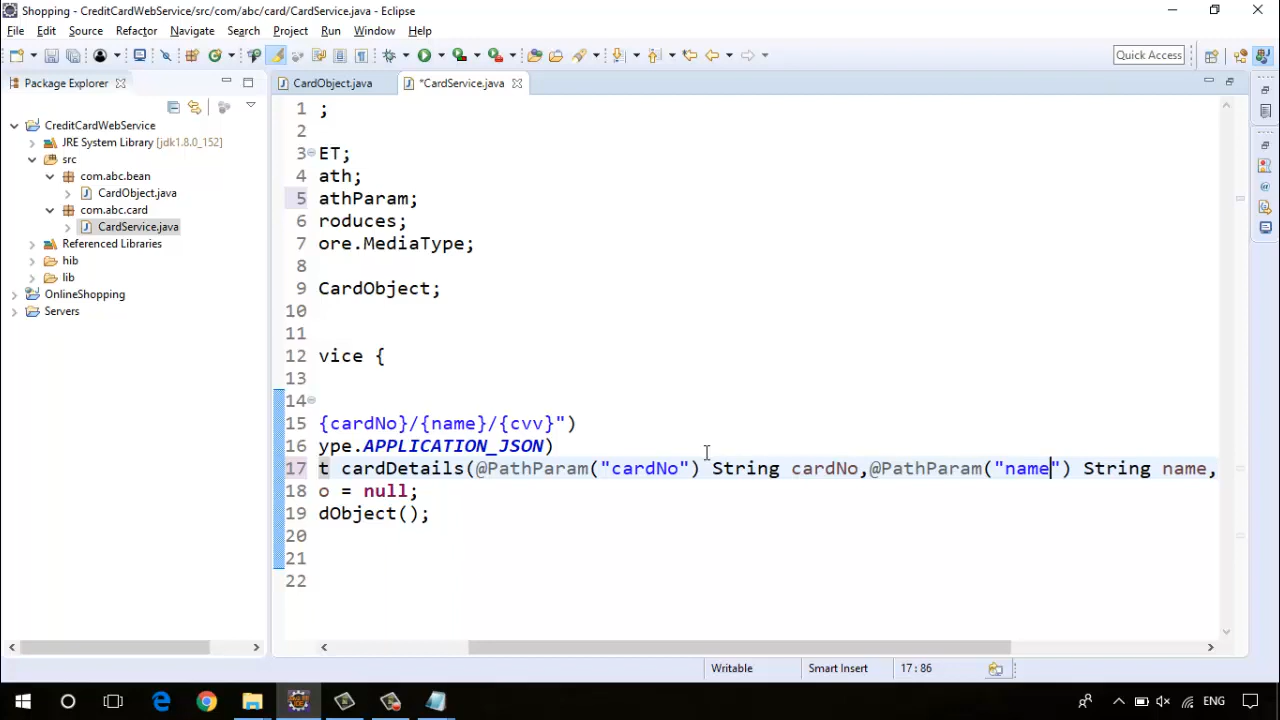 Shopping - CreditCardWebService/src/com/abc/card/CardService.java - Eclipse
File Edit Source Refactor Navigate Search Project Run Window Help
Quick Access
Package Explorer
CardObject.java
*CardService.java
CreditCardWebService
JRE System Library [jdk1.8.0_152]
src
com.abc.bean
CardObject.java
com.abc.card
CardService.java
Referenced Libraries
hib
lib
OnlineShopping
Servers
1 ;
2
3 ET;
4 ath;
5 athParam;
6 roduces;
7 ore.MediaType;
8
9 CardObject;
10
11
12 vice {
13
14
15 {cardNo}/{name}/{cvv}")
16 ype.APPLICATION_JSON)
17 t cardDetails(@PathParam("cardNo") String cardNo,@PathParam("name") String name,
18 o = null;
19 dObject();
20
21
22
Writable
Smart Insert
17 : 86
ENG